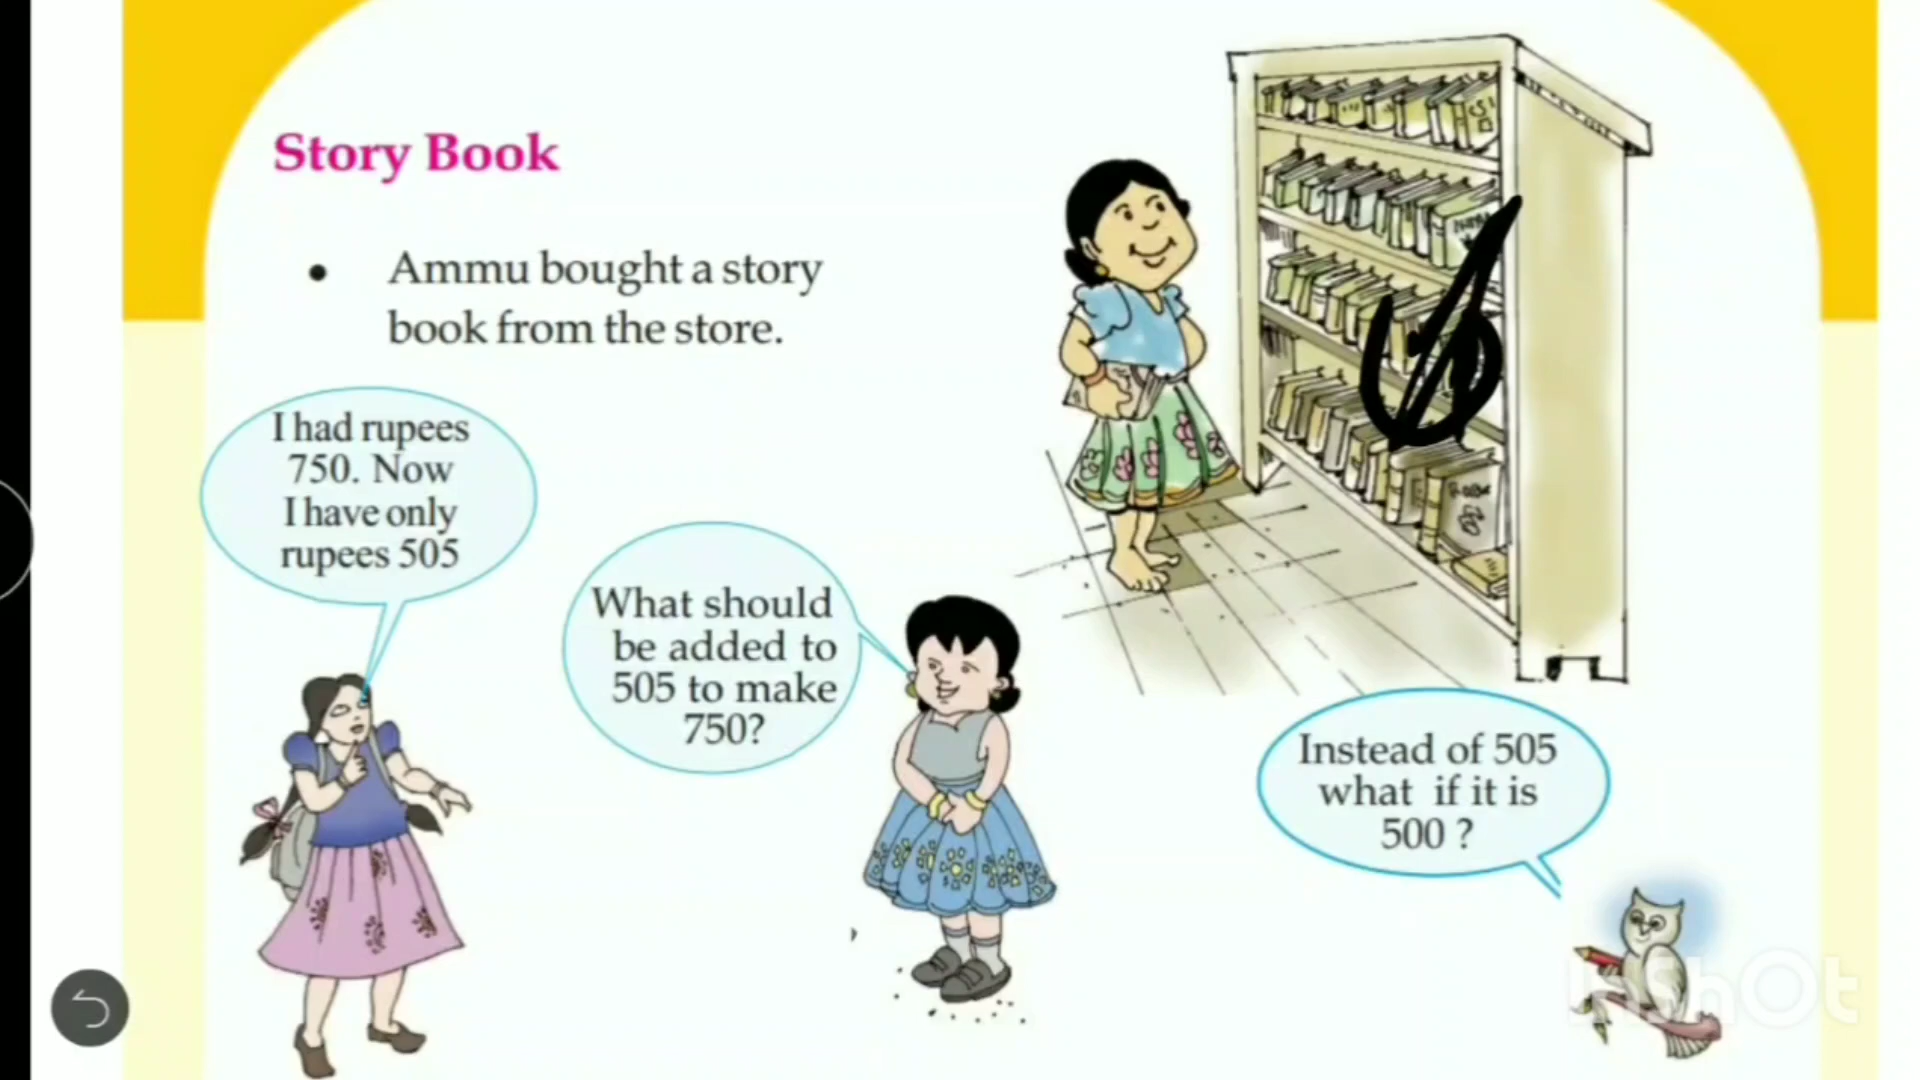 Story Book
• Ammu bought a story
book from the store.
I had rupees
750. Now
I have only
rupees 505
What should
be added to
505 to make
750?
Instead of 505
what if it is
500 ?
InShOt